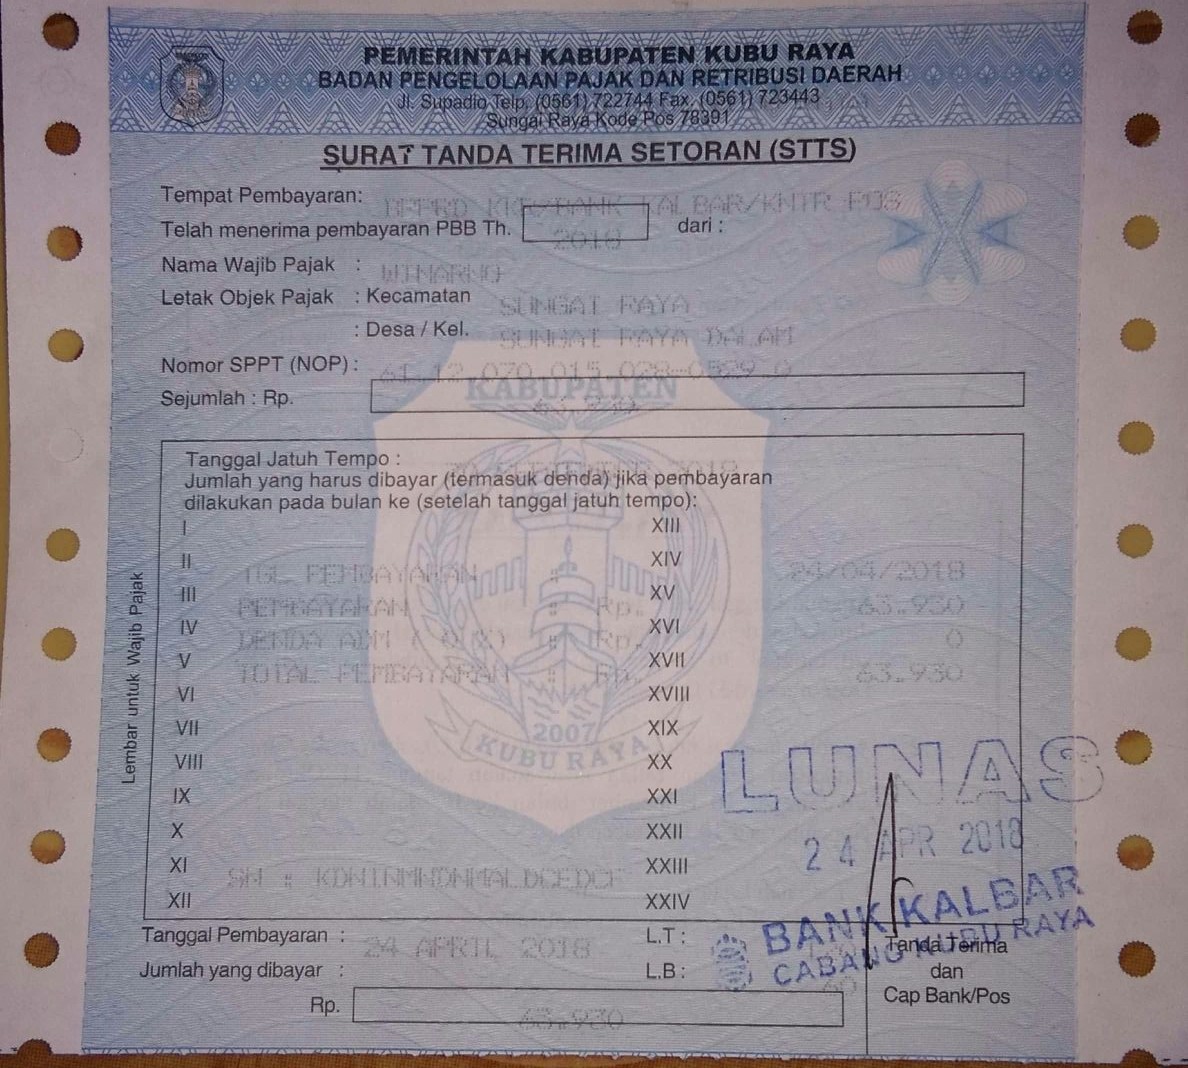 PEMERINTAH KABUPATEN KUBU RAYA
BADAN PENGELOLAAN PAJAK DAN RETRIBUSI DAERAH
Jl. Supadio Telp. (0561) 722744 Fax. (0561) 723443
Sungai Raya Kode Pos 78391
SURAT TANDA TERIMA SETORAN (STTS)
Tempat Pembayaran: BPPRD KKR/BANK KALBAR/KNTR POS
Telah menerima pembayaran PBB Th. 2018 dari :
Nama Wajib Pajak : WINARNO
Letak Objek Pajak : Kecamatan SUNGAI RAYA
: Desa / Kel. SUNGAI RAYA DALAM
Nomor SPPT (NOP) : 61.12.070.015.028-0529.0
KABUPATEN
Sejumlah : Rp. 63.930
Tanggal Jatuh Tempo : 2018
Jumlah yang harus dibayar (termasuk denda) jika pembayaran
dilakukan pada bulan ke (setelah tanggal jatuh tempo):
I XIII
II XIV
TGL PEMBAYARAN : 24/04/2018
III XV
PEMBAYARAN : Rp. 63.930
IV XVI
DENDA ADM : Rp. 0
V XVII
TOTAL PEMBAYARAN : Rp. 63.930
VI XVIII
VII XIX
2007
KUBU RAYA
VIII XX
IX XXI
X XXII
XI XXIII
SN :
XII XXIV
Lembar untuk Wajib Pajak
LUNAS
24 APR 2018
BANK KALBAR
CABANG KUBU RAYA
Tanggal Pembayaran : 24 APRIL 2018 L.T :
Jumlah yang dibayar : L.B :
Rp. 63.930
Tanda Terima
dan
Cap Bank/Pos